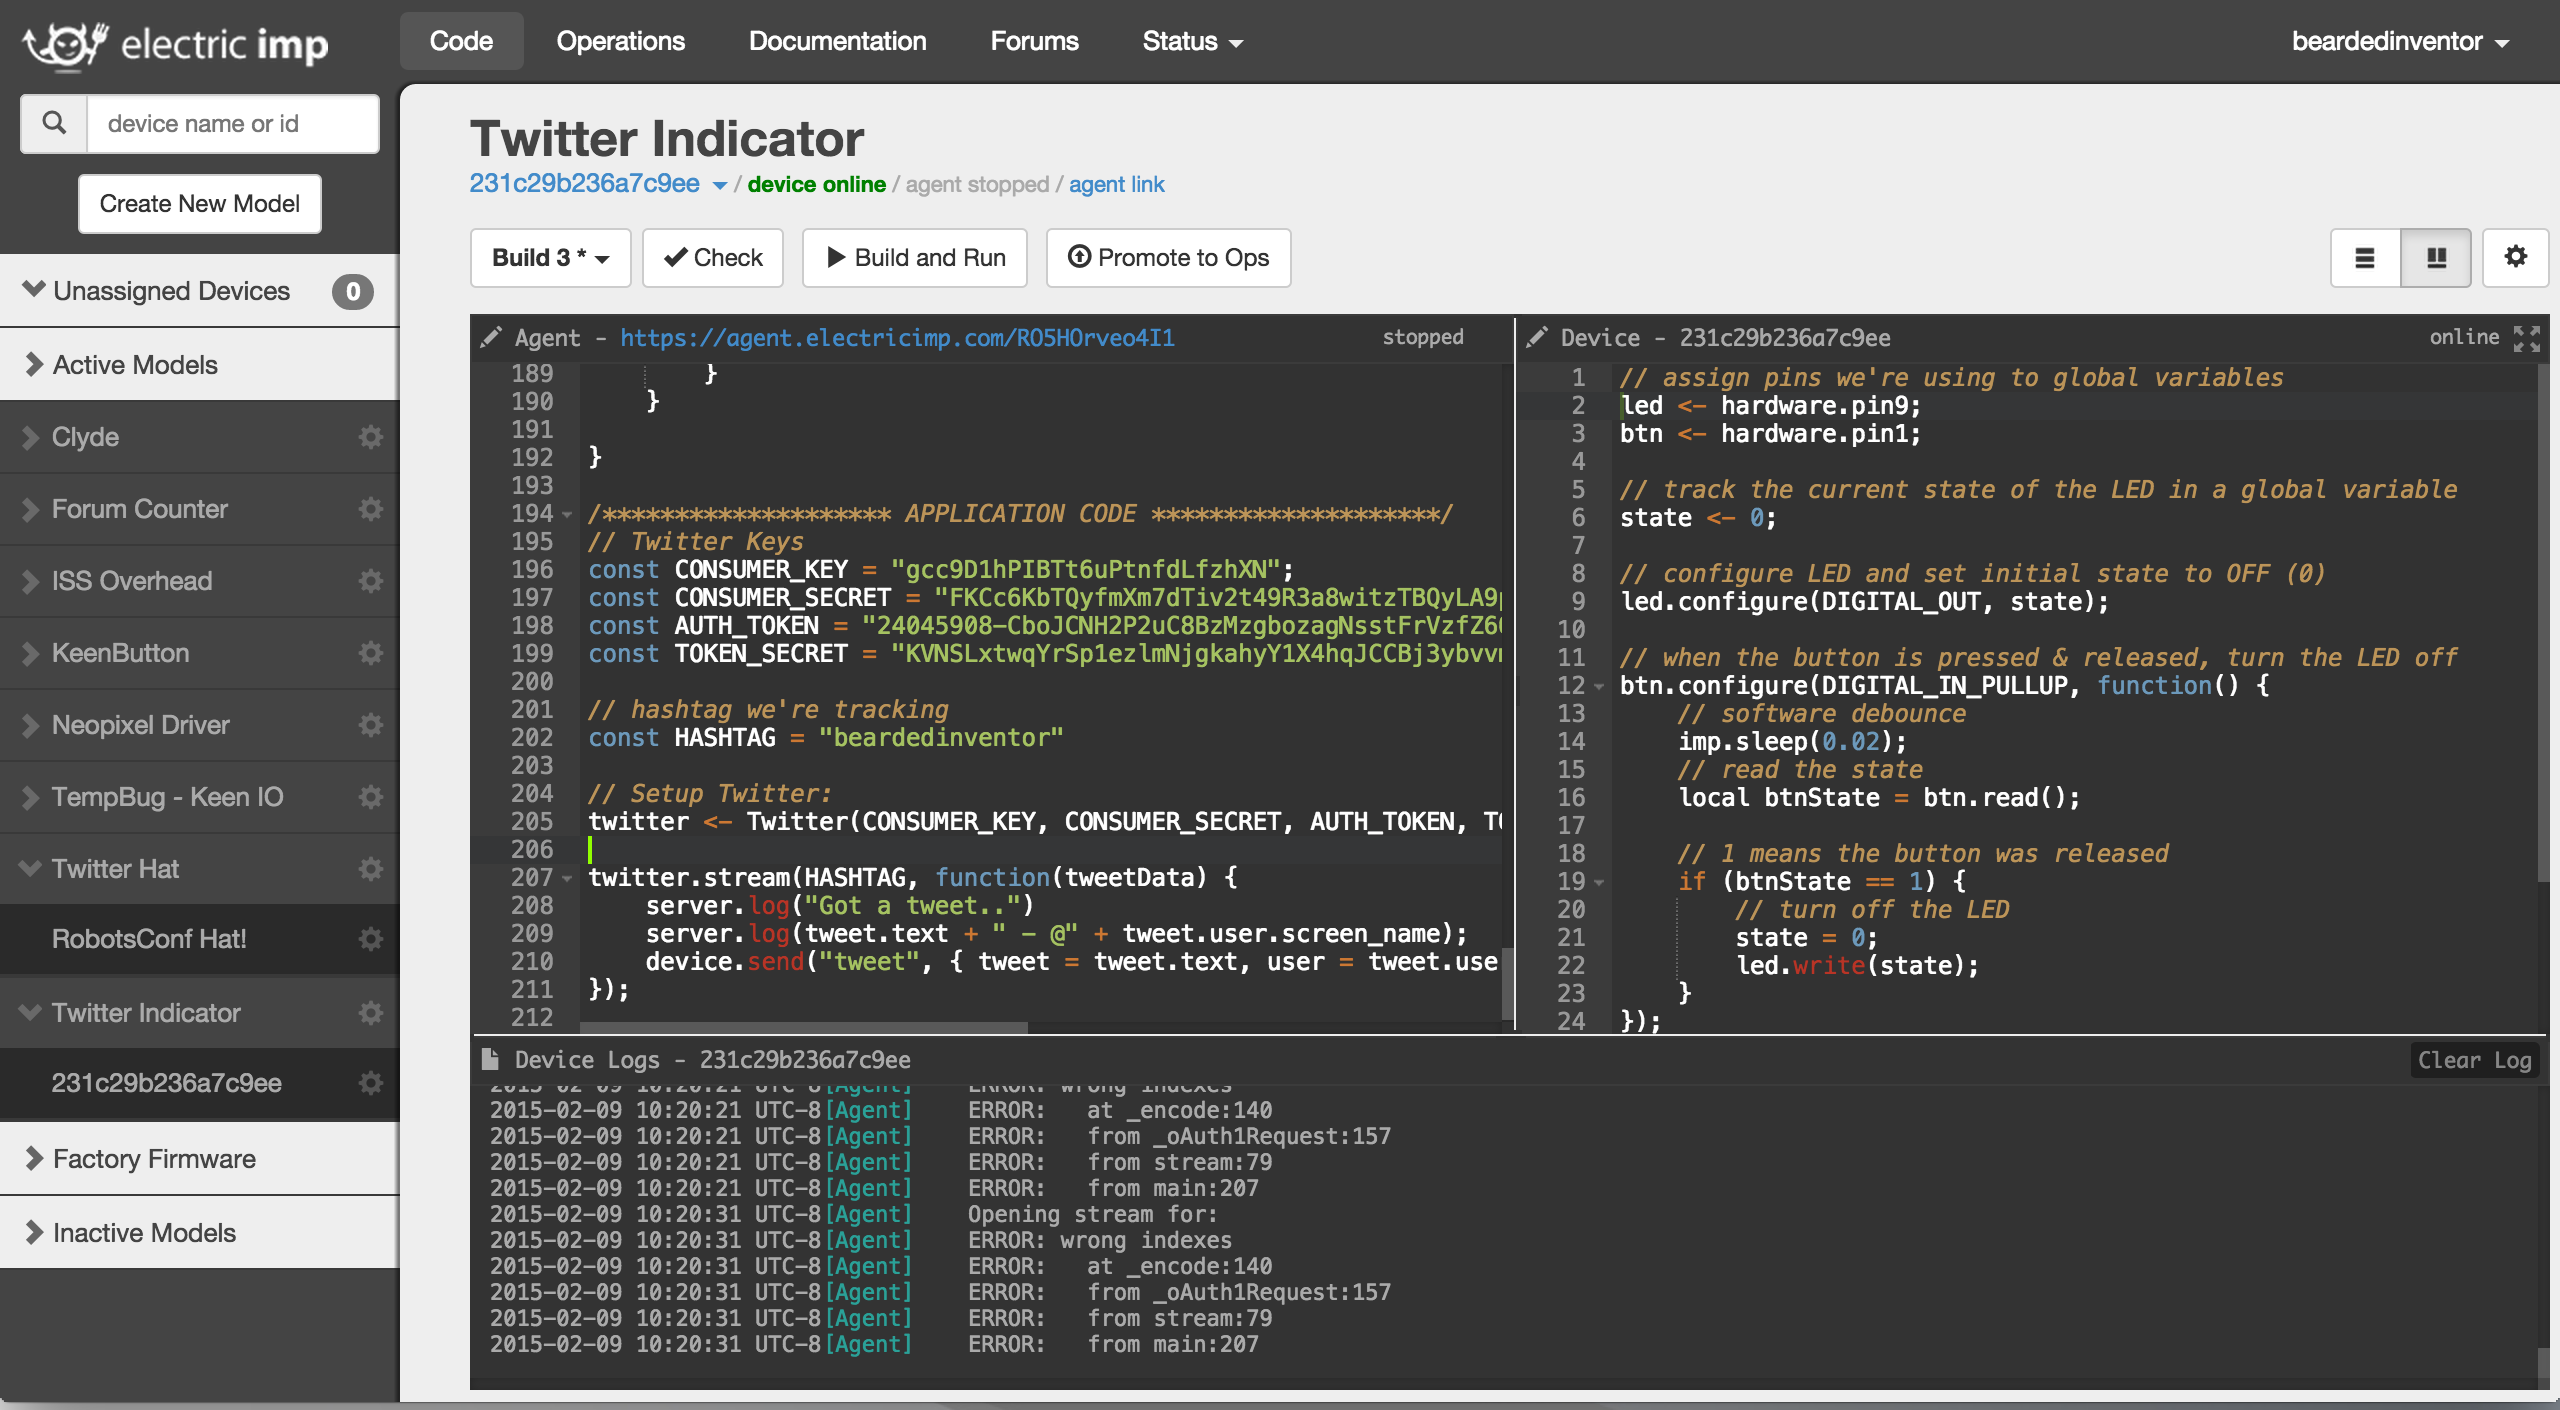 electric imp
Code
Operations
Documentation
Forums
Status
beardedinventor
device name or id
Create New Model
Unassigned Devices 0
Active Models
Clyde
Forum Counter
ISS Overhead
KeenButton
Neopixel Driver
TempBug - Keen IO
Twitter Hat
RobotsConf Hat!
Twitter Indicator
231c29b236a7c9ee
Factory Firmware
Inactive Models
Twitter Indicator
231c29b236a7c9ee / device online / agent stopped / agent link
Build 3 *
Check
Build and Run
Promote to Ops
Agent - https://agent.electricimp.com/RO5HOrveo4I1 stopped
189 }
190 }
191
192 }
193
194 /******************** APPLICATION CODE ********************/
195 // Twitter Keys
196 const CONSUMER_KEY = "gcc9D1hPIBTt6uPtnfdLfzhXN";
197 const CONSUMER_SECRET = "FKCc6KbTQyfmXm7dTiv2t49R3a8witzTBQyLA9
198 const AUTH_TOKEN = "24045908-CboJCNH2P2uC8BzMzgbozagNsstFrVzfZ6
199 const TOKEN_SECRET = "KVNSLxtwqYrSp1ezlmNjgkahyY1X4hqJCCBj3ybvv
200
201 // hashtag we're tracking
202 const HASHTAG = "beardedinventor"
203
204 // Setup Twitter:
205 twitter <- Twitter(CONSUMER_KEY, CONSUMER_SECRET, AUTH_TOKEN, T
206
207 twitter.stream(HASHTAG, function(tweetData) {
208 server.log("Got a tweet..")
209 server.log(tweet.text + " - @" + tweet.user.screen_name);
210 device.send("tweet", { tweet = tweet.text, user = tweet.use
211 });
212
Device - 231c29b236a7c9ee online
1 // assign pins we're using to global variables
2 led <- hardware.pin9;
3 btn <- hardware.pin1;
4
5 // track the current state of the LED in a global variable
6 state <- 0;
7
8 // configure LED and set initial state to OFF (0)
9 led.configure(DIGITAL_OUT, state);
10
11 // when the button is pressed & released, turn the LED off
12 btn.configure(DIGITAL_IN_PULLUP, function() {
13 // software debounce
14 imp.sleep(0.02);
15 // read the state
16 local btnState = btn.read();
17
18 // 1 means the button was released
19 if (btnState == 1) {
20 // turn off the LED
21 state = 0;
22 led.write(state);
23 }
24 });
Device Logs - 231c29b236a7c9ee Clear Log
2015-02-09 10:20:21 UTC-8[Agent] ERROR: wrong indexes
2015-02-09 10:20:21 UTC-8[Agent] ERROR: at _encode:140
2015-02-09 10:20:21 UTC-8[Agent] ERROR: from _oAuth1Request:157
2015-02-09 10:20:21 UTC-8[Agent] ERROR: from stream:79
2015-02-09 10:20:21 UTC-8[Agent] ERROR: from main:207
2015-02-09 10:20:31 UTC-8[Agent] Opening stream for:
2015-02-09 10:20:31 UTC-8[Agent] ERROR: wrong indexes
2015-02-09 10:20:31 UTC-8[Agent] ERROR: at _encode:140
2015-02-09 10:20:31 UTC-8[Agent] ERROR: from _oAuth1Request:157
2015-02-09 10:20:31 UTC-8[Agent] ERROR: from stream:79
2015-02-09 10:20:31 UTC-8[Agent] ERROR: from main:207